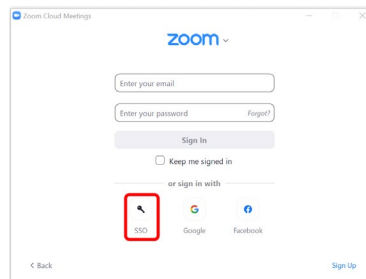 Zoom Cloud Meetings
zoom
Enter your email
Enter your password Forgot?
Sign In
Keep me signed in
or sign in with
SSO Google Facebook
< Back Sign Up